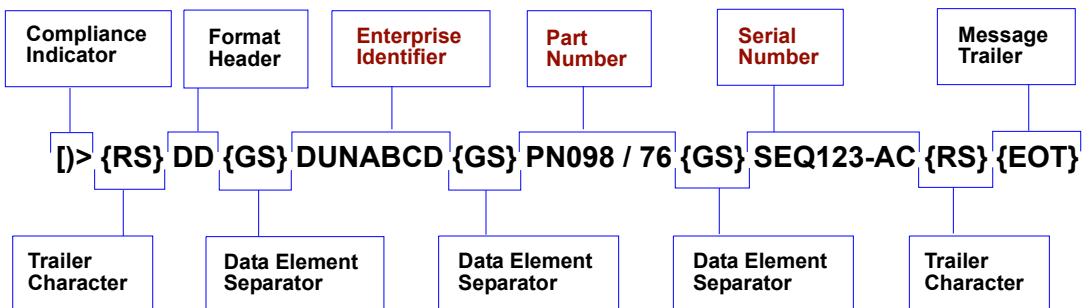 Compliance Indicator
Format Header
Enterprise Identifier
Part Number
Serial Number
Message Trailer
[)> {RS} DD {GS} DUNABCD {GS} PN098 / 76 {GS} SEQ123-AC {RS} {EOT}
Trailer Character
Data Element Separator
Data Element Separator
Data Element Separator
Trailer Character